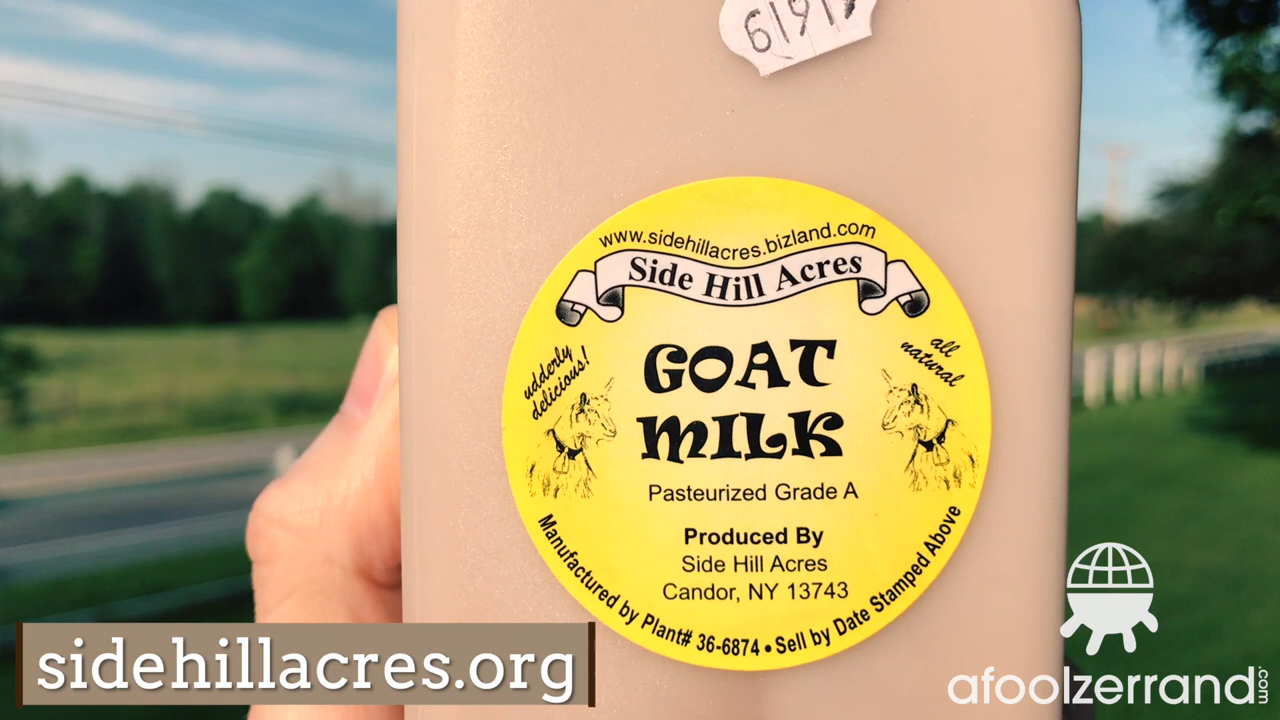 www.sidehillacres.bizland.com
Side Hill Acres
udderly
delicious!
all
natural
GOAT
MILK
Pasteurized Grade A
Produced By
Side Hill Acres
Candor, NY 13743
Manufactured by Plant# 36-6874 • Sell by Date Stamped Above
sidehillacres.org
afoolzerrand.com